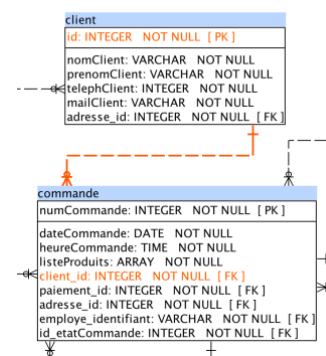 client
id: INTEGER NOT NULL [ PK ]
nomClient: VARCHAR NOT NULL
prenomClient: VARCHAR NOT NULL
telephClient: INTEGER NOT NULL
mailClient: VARCHAR NOT NULL
adresse_id: INTEGER NOT NULL [ FK ]
commande
numCommande: INTEGER NOT NULL [ PK ]
dateCommande: DATE NOT NULL
heureCommande: TIME NOT NULL
listeProduits: ARRAY NOT NULL
client_id: INTEGER NOT NULL [ FK ]
paiement_id: INTEGER NOT NULL [ FK ]
adresse_id: INTEGER NOT NULL [ FK ]
employe_identifiant: VARCHAR NOT NULL [ FK ]
id_etatCommande: INTEGER NOT NULL [ FK ]